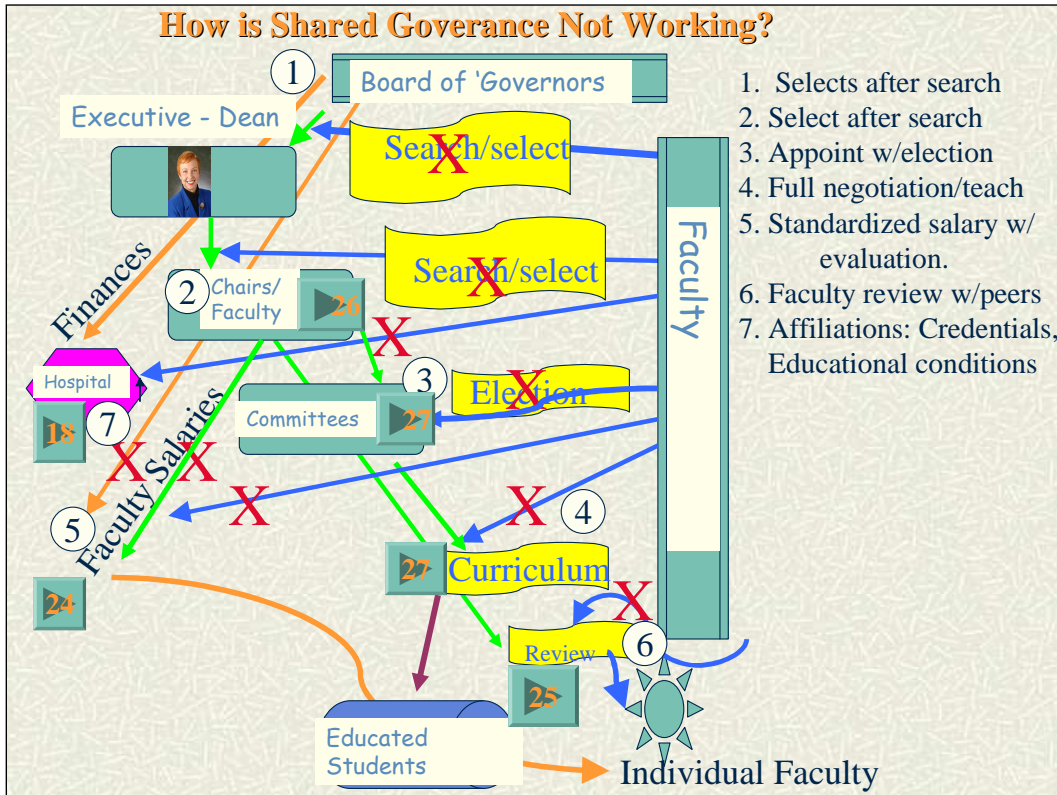 How is Shared Goverance Not Working?
1
Board of ‘Governors
Executive - Dean
Search/select
X
Finances
2
Chairs/
Faculty
26
Search/select
X
X
Hospital
18
7
3
Committees
27
Election
X
Faculty
X
X
X
Faculty Salaries
5
24
X
4
27
Curriculum
X
Review
6
25
Educated
Students
Individual Faculty
1. Selects after search
2. Select after search
3. Appoint w/election
4. Full negotiation/teach
5. Standardized salary w/
evaluation.
6. Faculty review w/peers
7. Affiliations: Credentials,
Educational conditions